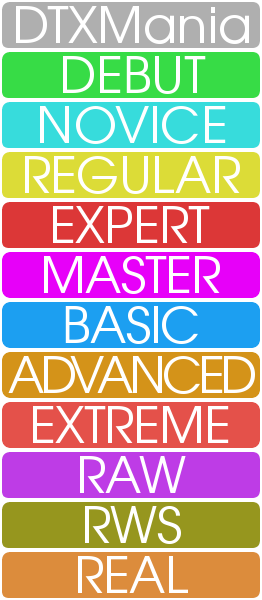 DTXMania
DEBUT
NOVICE
REGULAR
EXPERT
MASTER
BASIC
ADVANCED
EXTREME
RAW
RWS
REAL